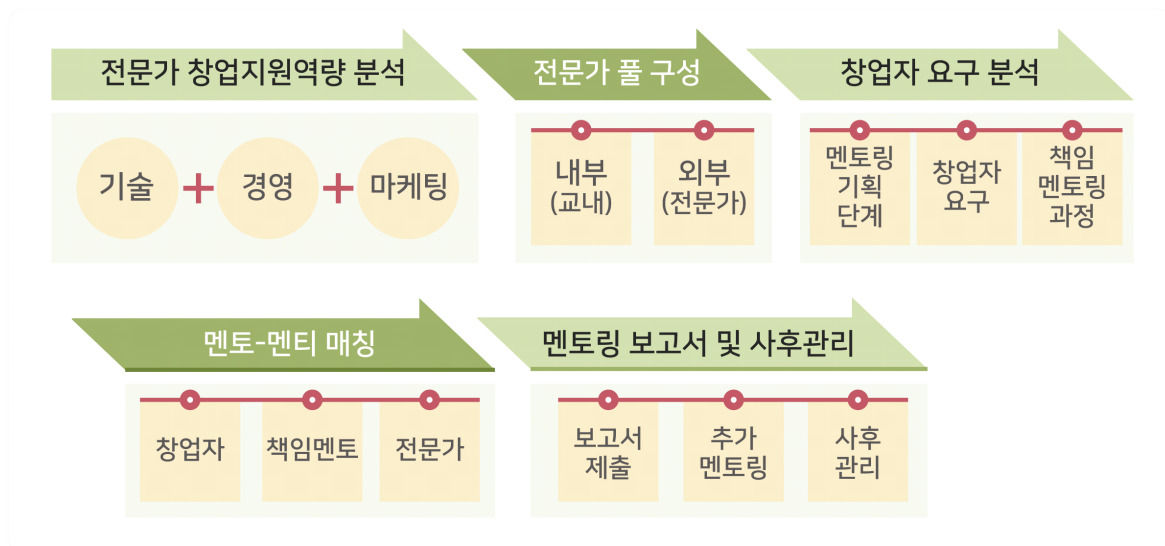 전문가 창업지원역량 분석
기술 + 경영 + 마케팅
전문가 풀 구성
내부
(교내)
외부
(전문가)
창업자 요구 분석
멘토링
기획
단계
창업자
요구
책임
멘토링
과정
멘토-멘티 매칭
창업자
책임멘토
전문가
멘토링 보고서 및 사후관리
보고서
제출
추가
멘토링
사후
관리